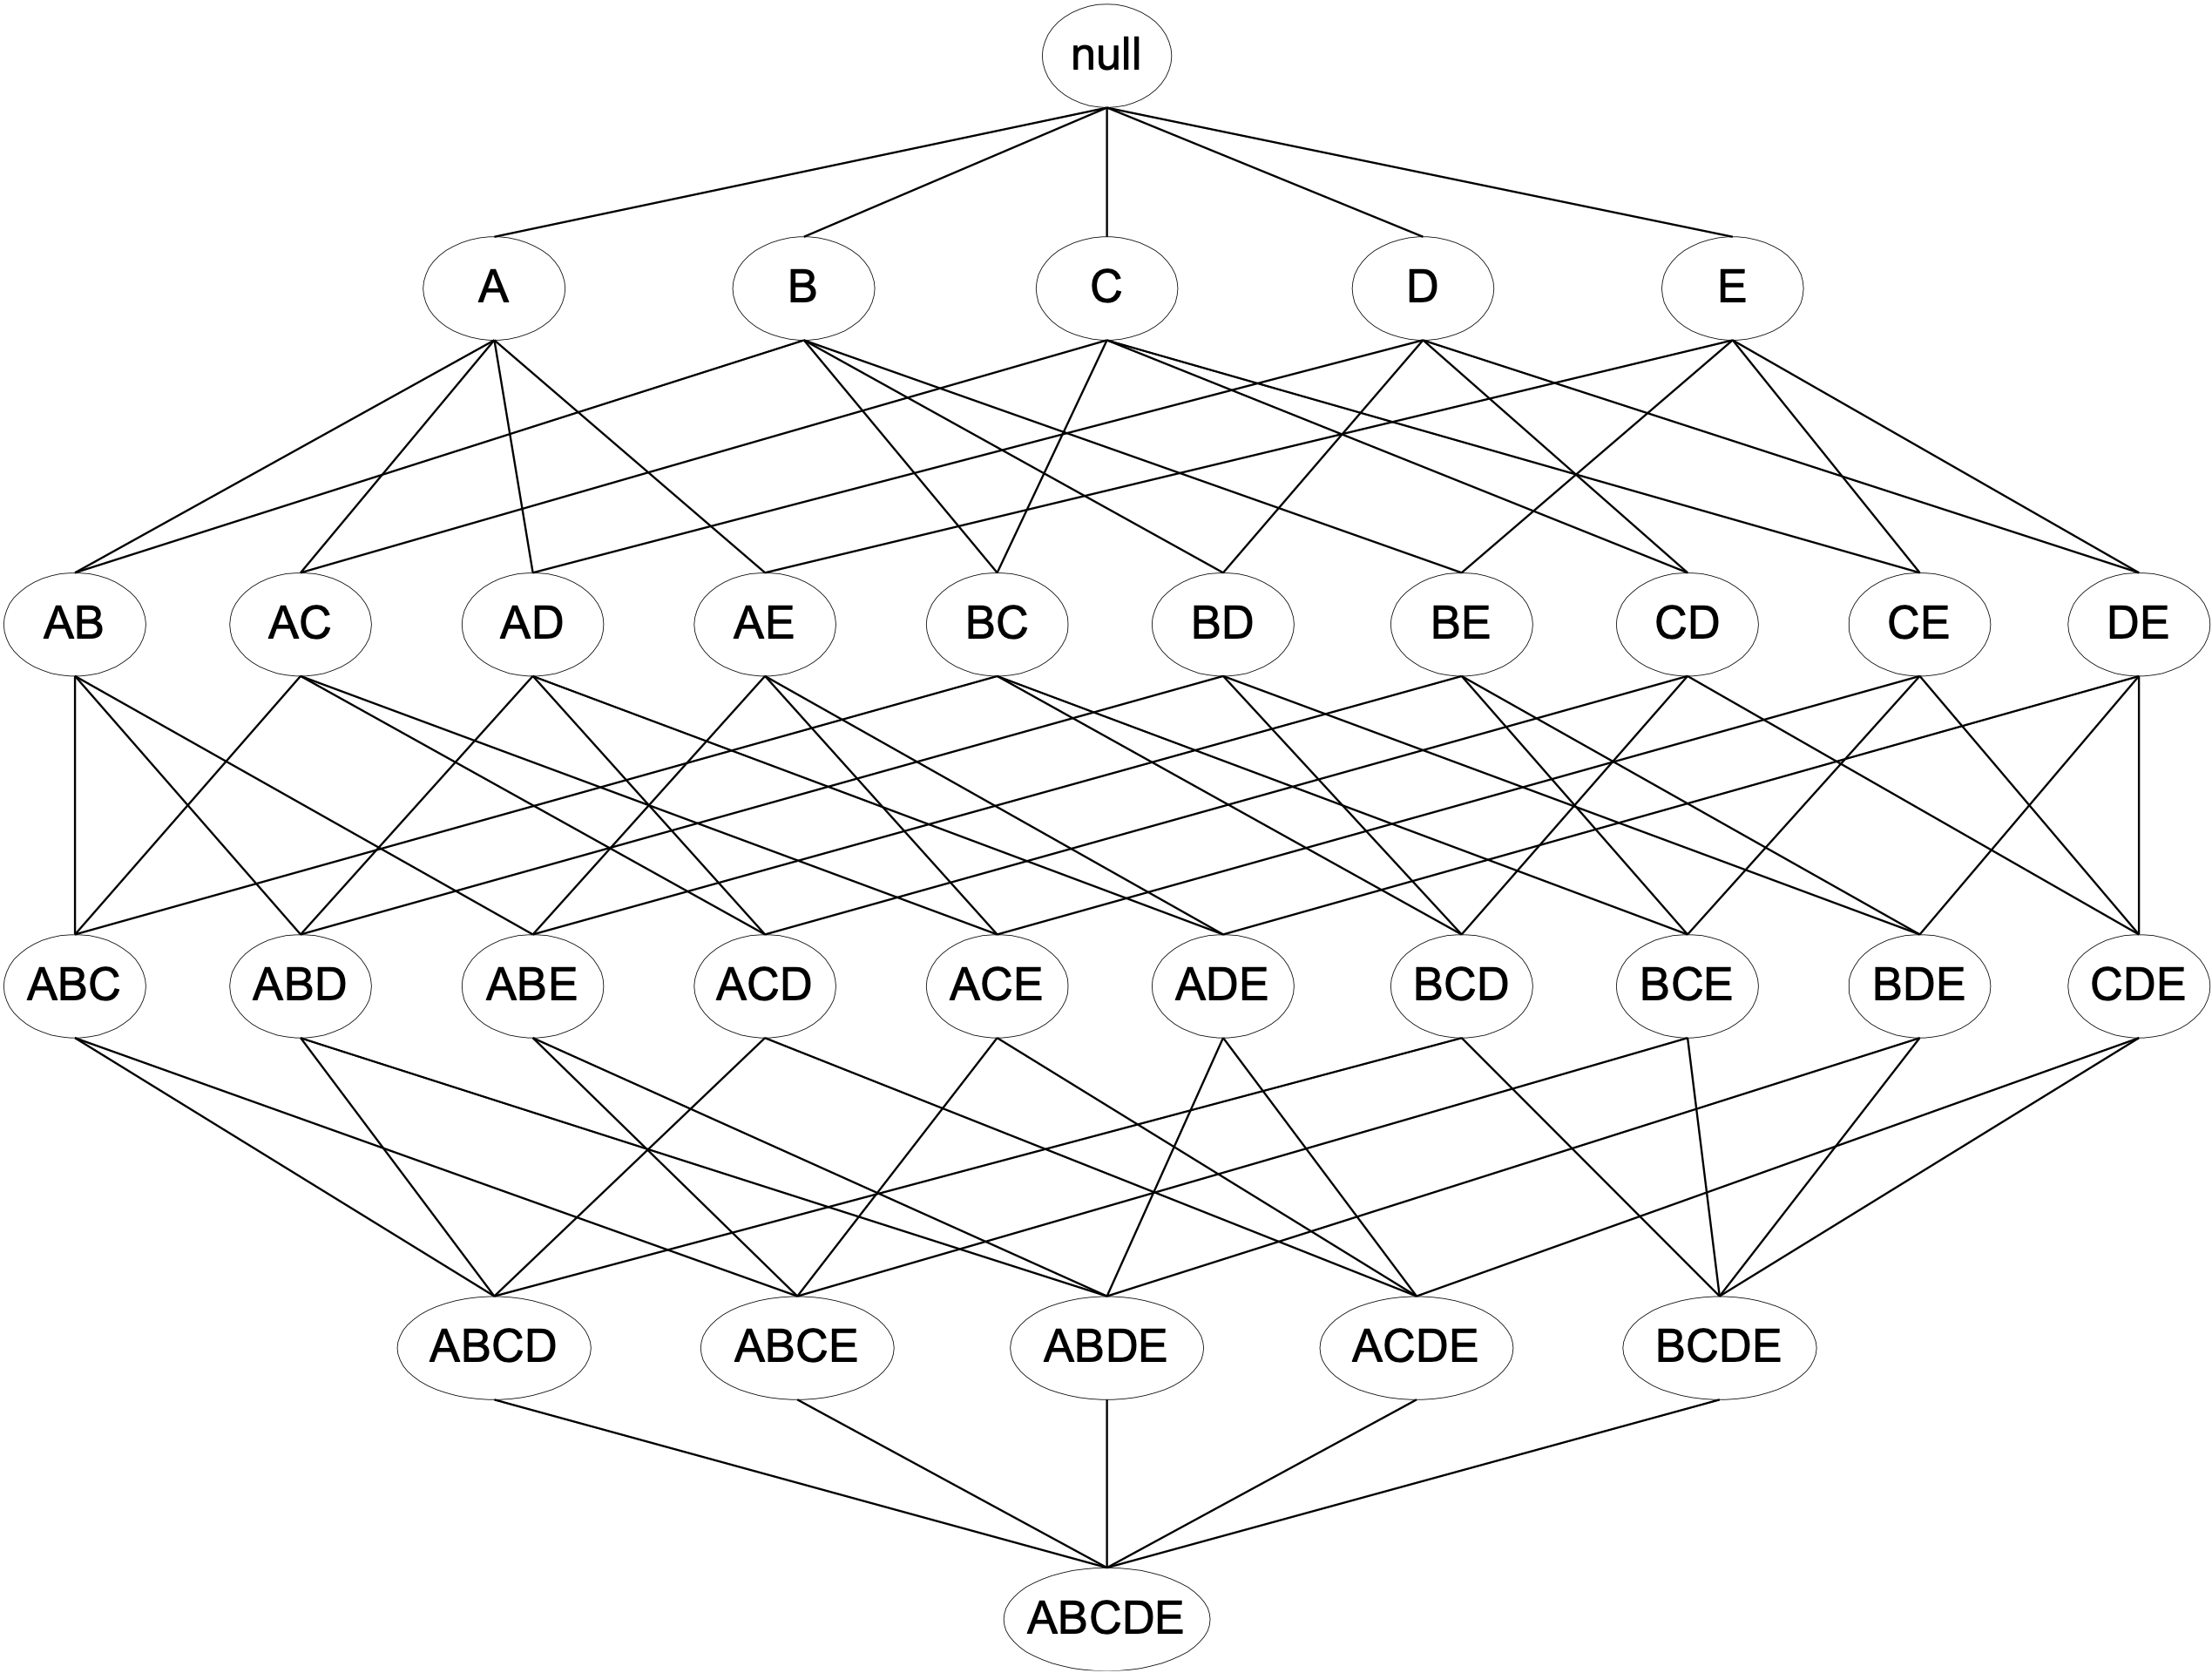 null
A B C D E
AB AC AD AE BC BD BE CD CE DE
ABC ABD ABE ACD ACE ADE BCD BCE BDE CDE
ABCD ABCE ABDE ACDE BCDE
ABCDE